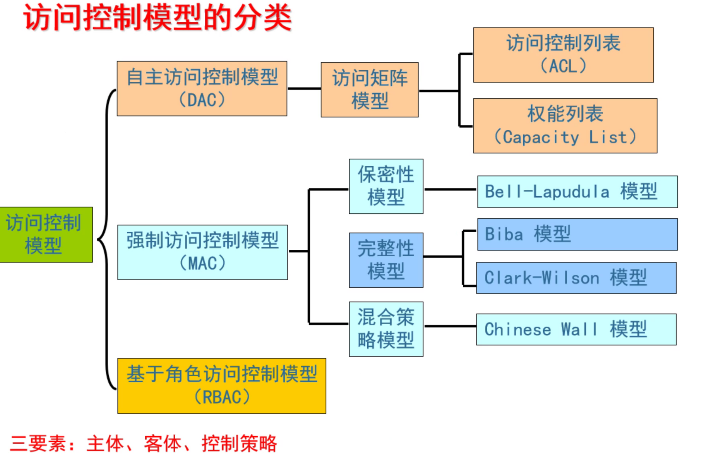 访问控制模型的分类
访问控制
模型
自主访问控制模型
（DAC）
访问矩阵
模型
访问控制列表
（ACL）
权能列表
（Capacity List）
强制访问控制模型
（MAC）
保密性
模型
Bell-Lapudula 模型
完整性
模型
Biba 模型
Clark-Wilson 模型
混合策
略模型
Chinese Wall 模型
基于角色访问控制模型
（RBAC）
三要素：主体、客体、控制策略